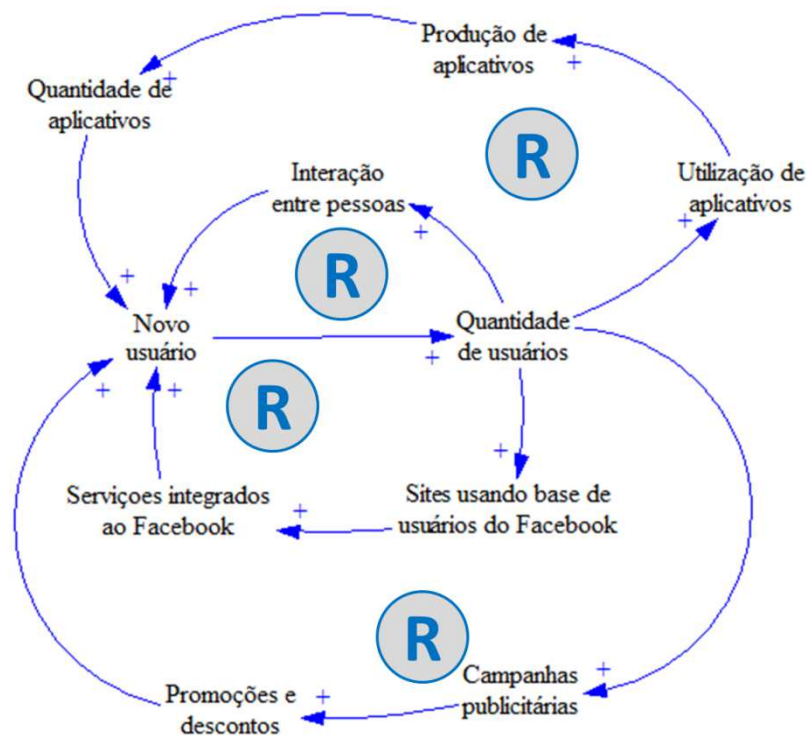 Produção de
aplicativos
+
+
Quantidade de
aplicativos
R
Interação
entre pessoas
Utilização de
aplicativos
+
+
R
+
+
Novo
usuário
Quantidade
de usuários
+
+
+
R
+
Serviçoes integrados
ao Facebook
+
Sites usando base de
usuários do Facebook
R
Promoções e
descontos
+
Campanhas
publicitárias
+